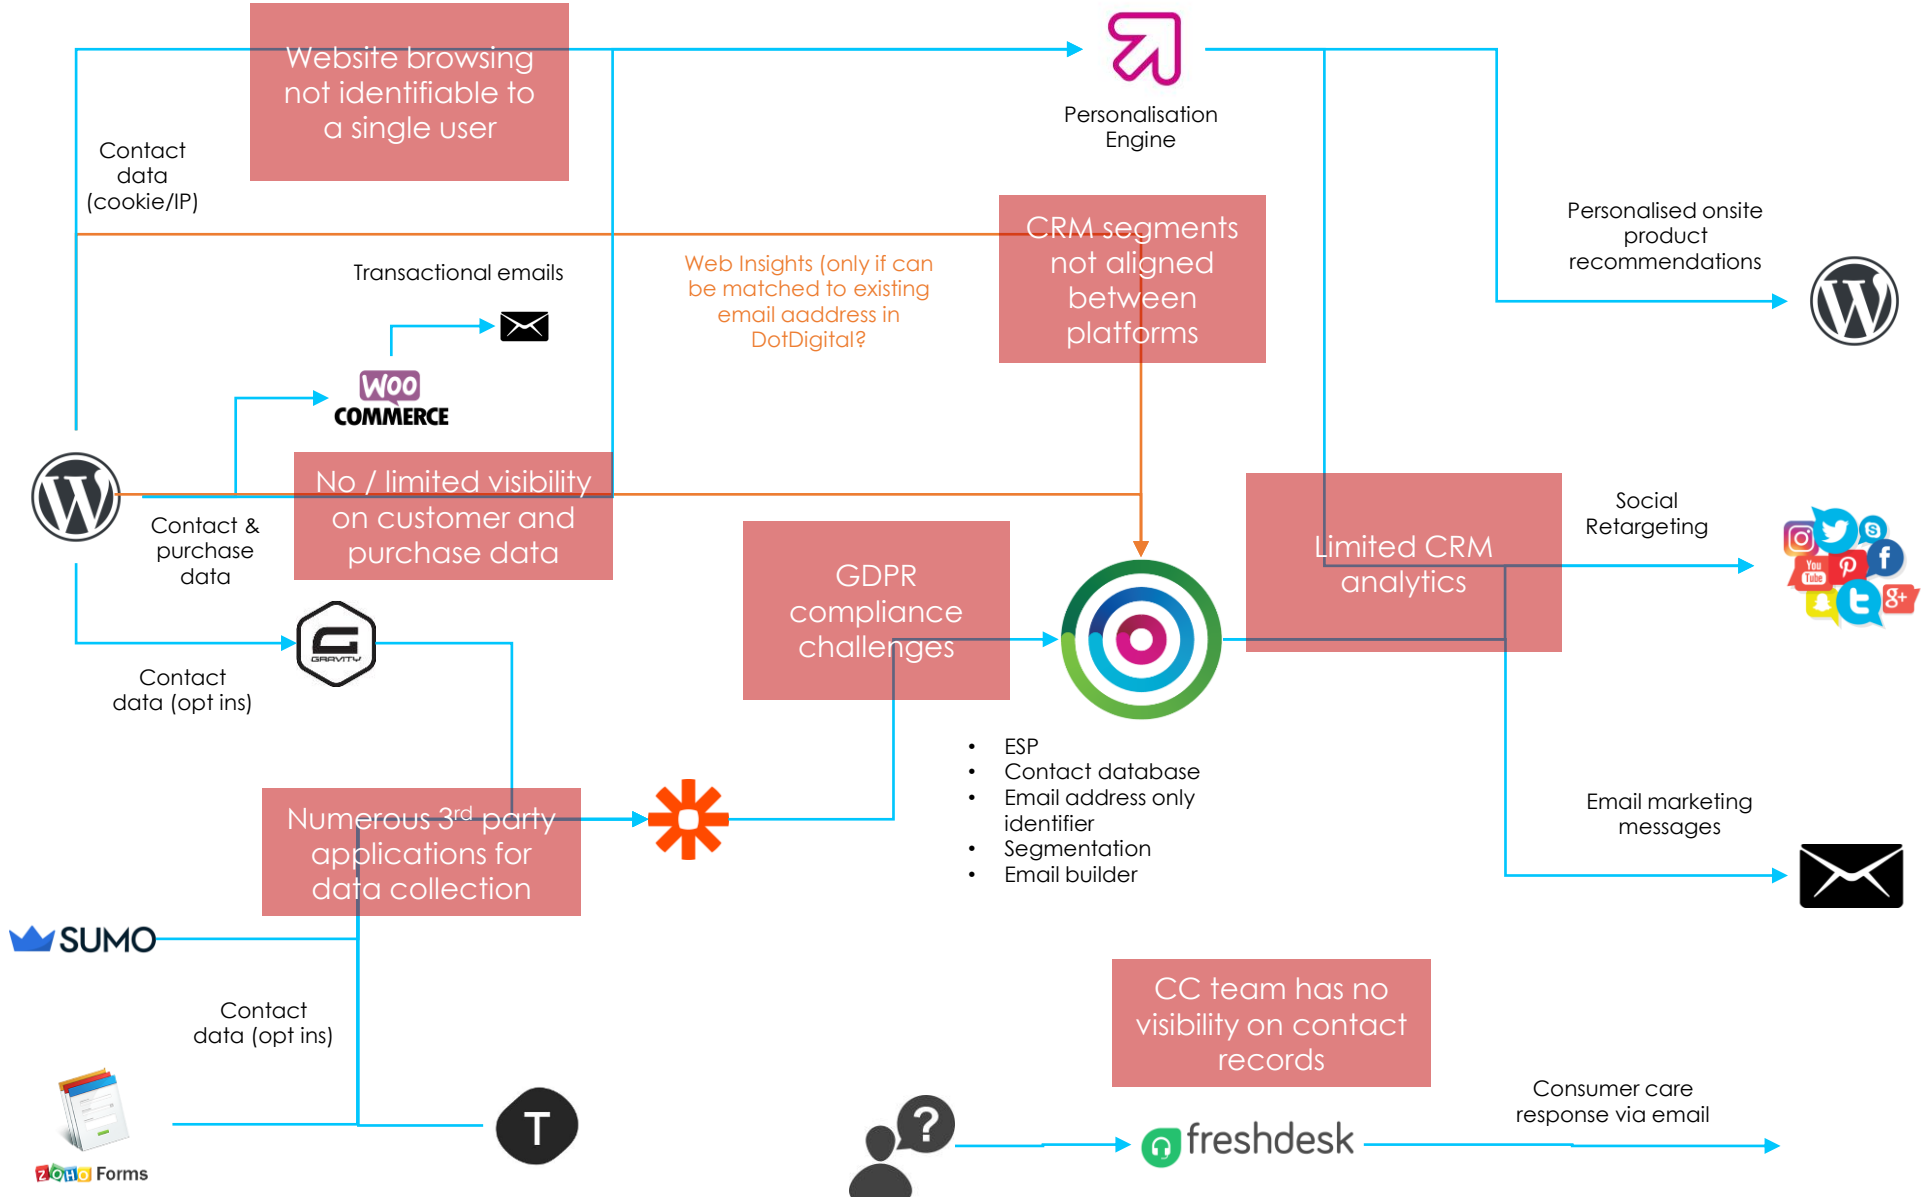 Website browsing
not identifiable to
a single user
Personalisation
Engine
Contact
data
(cookie/IP)
CRM segments
not aligned
between
platforms
Personalised onsite
product
recommendations
Transactional emails
Web Insights (only if can
be matched to existing
email aaddress in
DotDigital?
WOO
COMMERCE
No / limited visibility
on customer and
purchase data
Contact &
purchase
data
Limited CRM
analytics
Social
Retargeting
GDPR
compliance
challenges
You
Tube
g+
GRAVITY
Contact
data (opt ins)
• ESP
• Contact database
• Email address only
identifier
• Segmentation
• Email builder
Numerous 3rd party
applications for
data collection
Email marketing
messages
SUMO
Contact
data (opt ins)
CC team has no
visibility on contact
records
Consumer care
response via email
T
?
freshdesk
ZOHO Forms